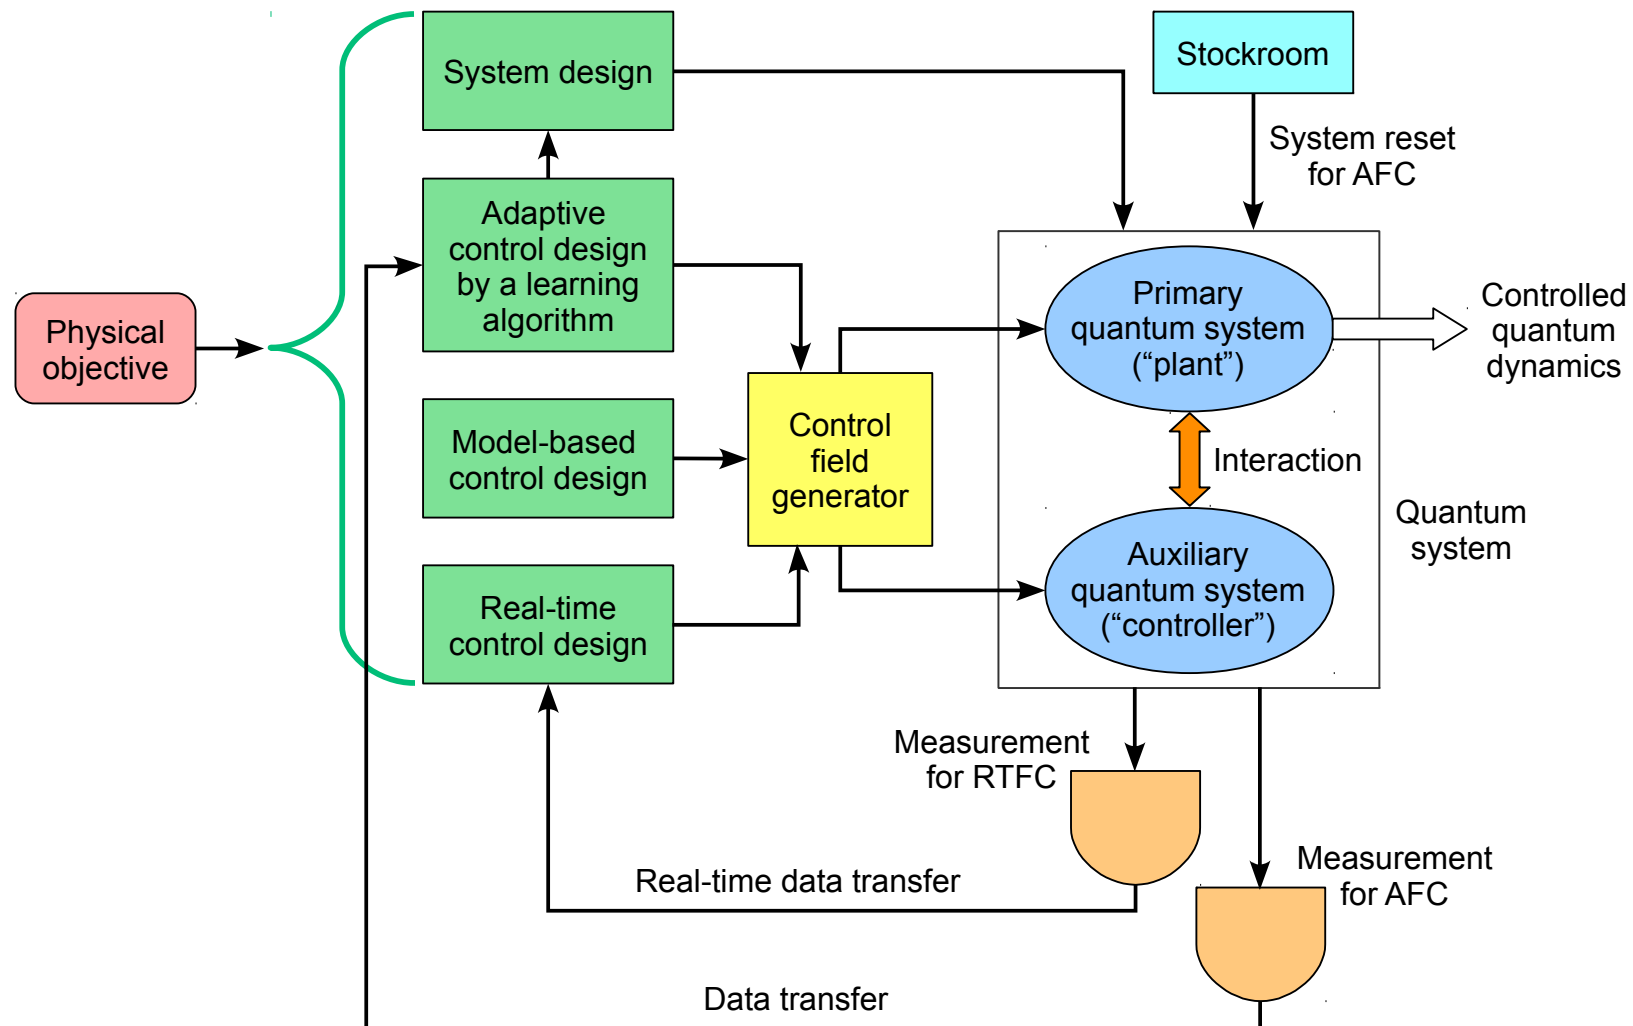 System design
Stockroom
System reset
for AFC
Adaptive
control design
by a learning
algorithm
Physical
objective
Primary
quantum system
(“plant”)
Controlled
quantum
dynamics
Model-based
control design
Control
field
generator
Interaction
Quantum
system
Auxiliary
quantum system
(“controller”)
Real-time
control design
Measurement
for RTFC
Measurement
for AFC
Real-time data transfer
Data transfer